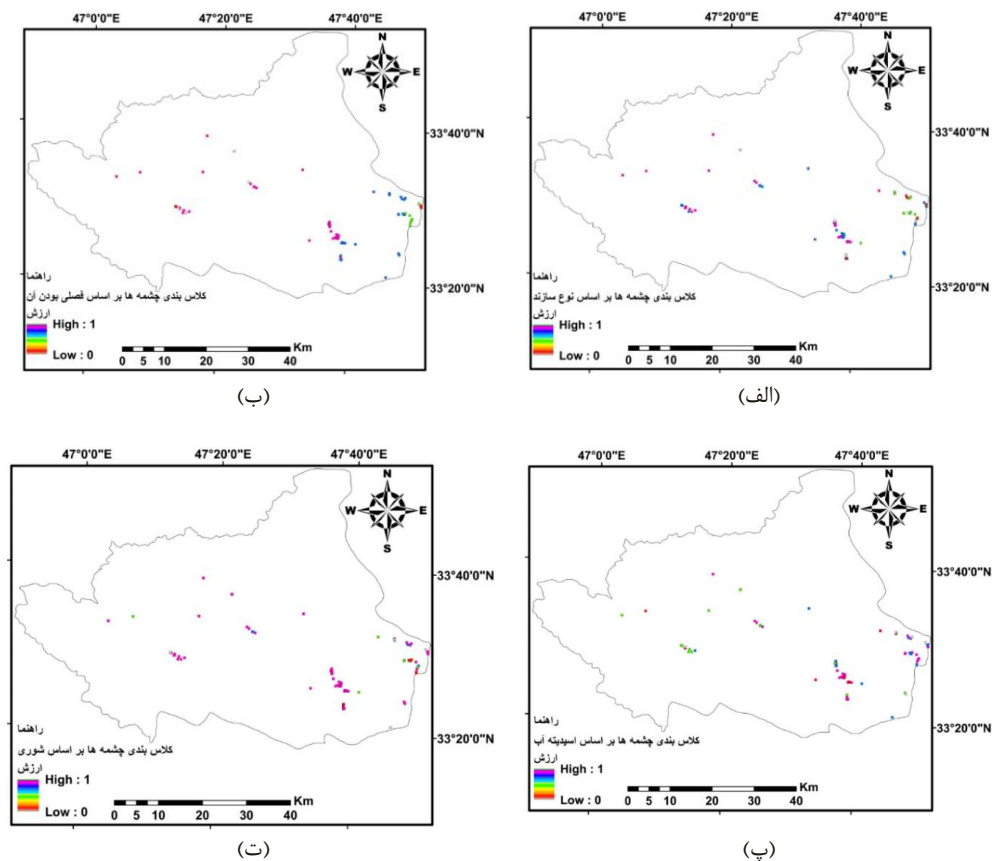 47°0'0"E 47°20'0"E 47°40'0"E
N
W E
S
33°40'0"N
33°20'0"N
راهنما
کلاس بندی چشمه ها بر اساس نوع سازند
ارزش
High : 1
Low : 0
Km
0 5 10 20 30 40
(الف)
47°0'0"E 47°20'0"E 47°40'0"E
N
W E
S
33°40'0"N
33°20'0"N
راهنما
کلاس بندی چشمه ها بر اساس فصلی بودن آن
ارزش
High : 1
Low : 0
Km
0 5 10 20 30 40
(ب)
47°0'0"E 47°20'0"E 47°40'0"E
N
W E
S
33°40'0"N
33°20'0"N
راهنما
کلاس بندی چشمه ها بر اساس اسیدیته آب
ارزش
High : 1
Low : 0
Km
0 5 10 20 30 40
(پ)
47°0'0"E 47°20'0"E 47°40'0"E
N
W E
S
33°40'0"N
33°20'0"N
راهنما
کلاس بندی چشمه ها بر اساس شوری
ارزش
High : 1
Low : 0
Km
0 5 10 20 30 40
(ت)